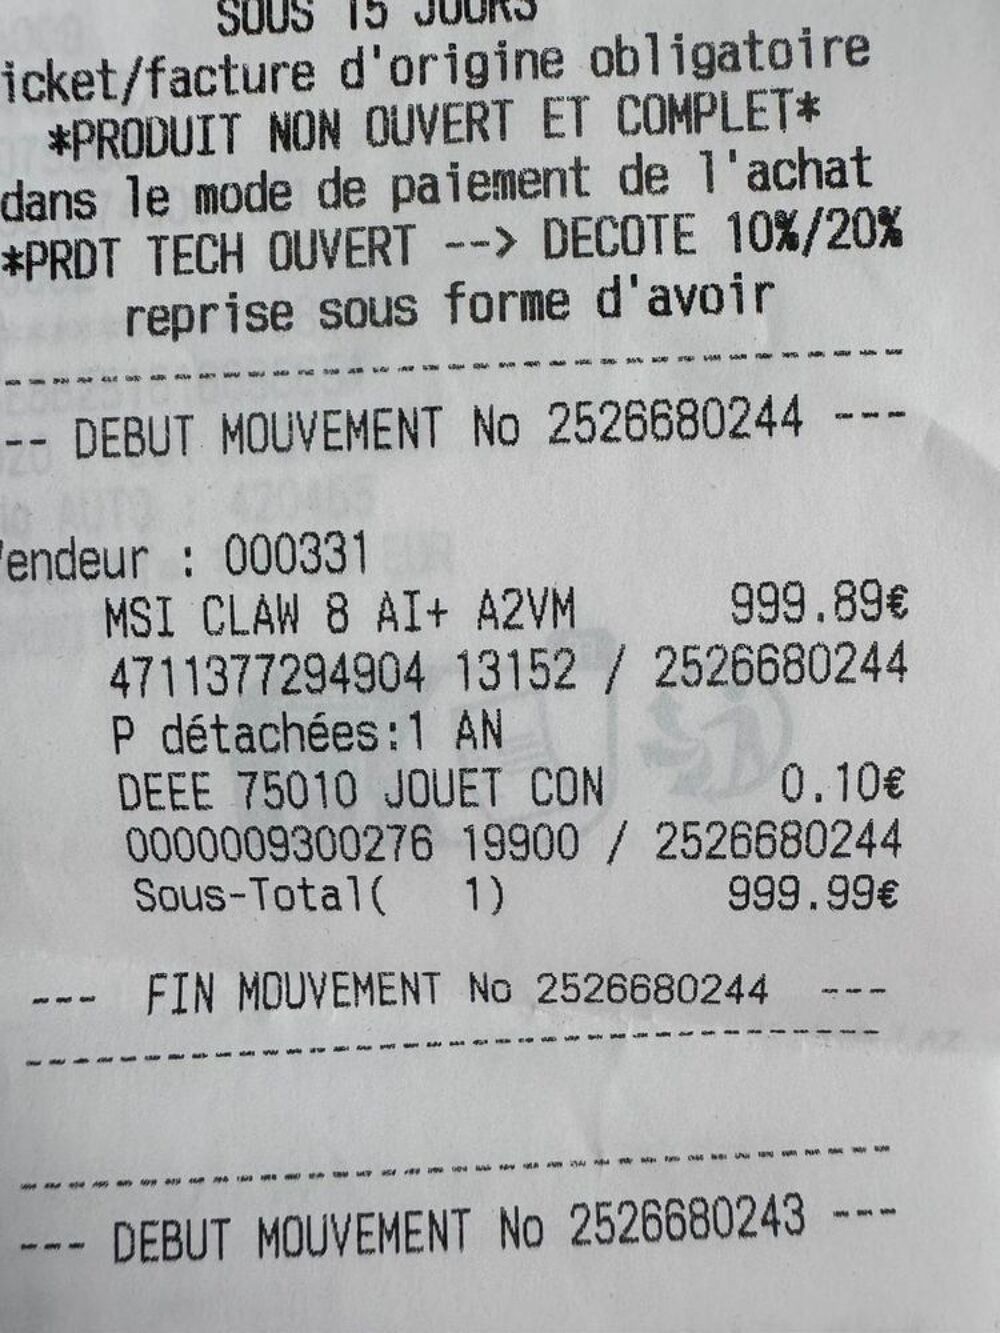 SOUS 15 JOURS
icket/facture d'origine obligatoire
*PRODUIT NON OUVERT ET COMPLET*
dans le mode de paiement de l'achat
*PRDT TECH OUVERT --> DECOTE 10%/20%
reprise sous forme d'avoir
-- DEBUT MOUVEMENT No 2526680244 ---
endeur : 000331
MSI CLAW 8 AI+ A2VM 999.89€
4711377294904 13152 / 2526680244
P détachées:1 AN
DEEE 75010 JOUET CON 0.10€
0000009300276 19900 / 2526680244
Sous-Total( 1) 999.99€
--- FIN MOUVEMENT No 2526680244 ---
--- DEBUT MOUVEMENT No 2526680243 ---